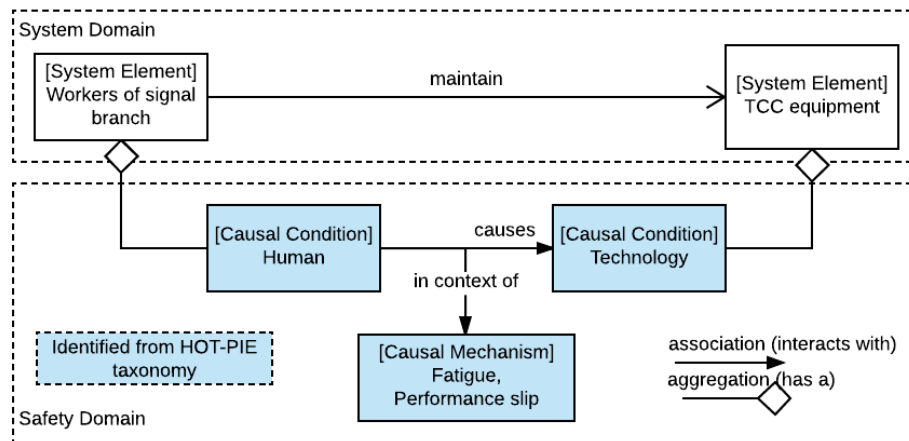 System Domain
[System Element]
Workers of signal
branch
maintain
[System Element]
TCC equipment
[Causal Condition]
Human
causes
in context of
[Causal Condition]
Technology
[Causal Mechanism]
Fatigue,
Performance slip
Identified from HOT-PIE
taxonomy
association (interacts with)
aggregation (has a)
Safety Domain